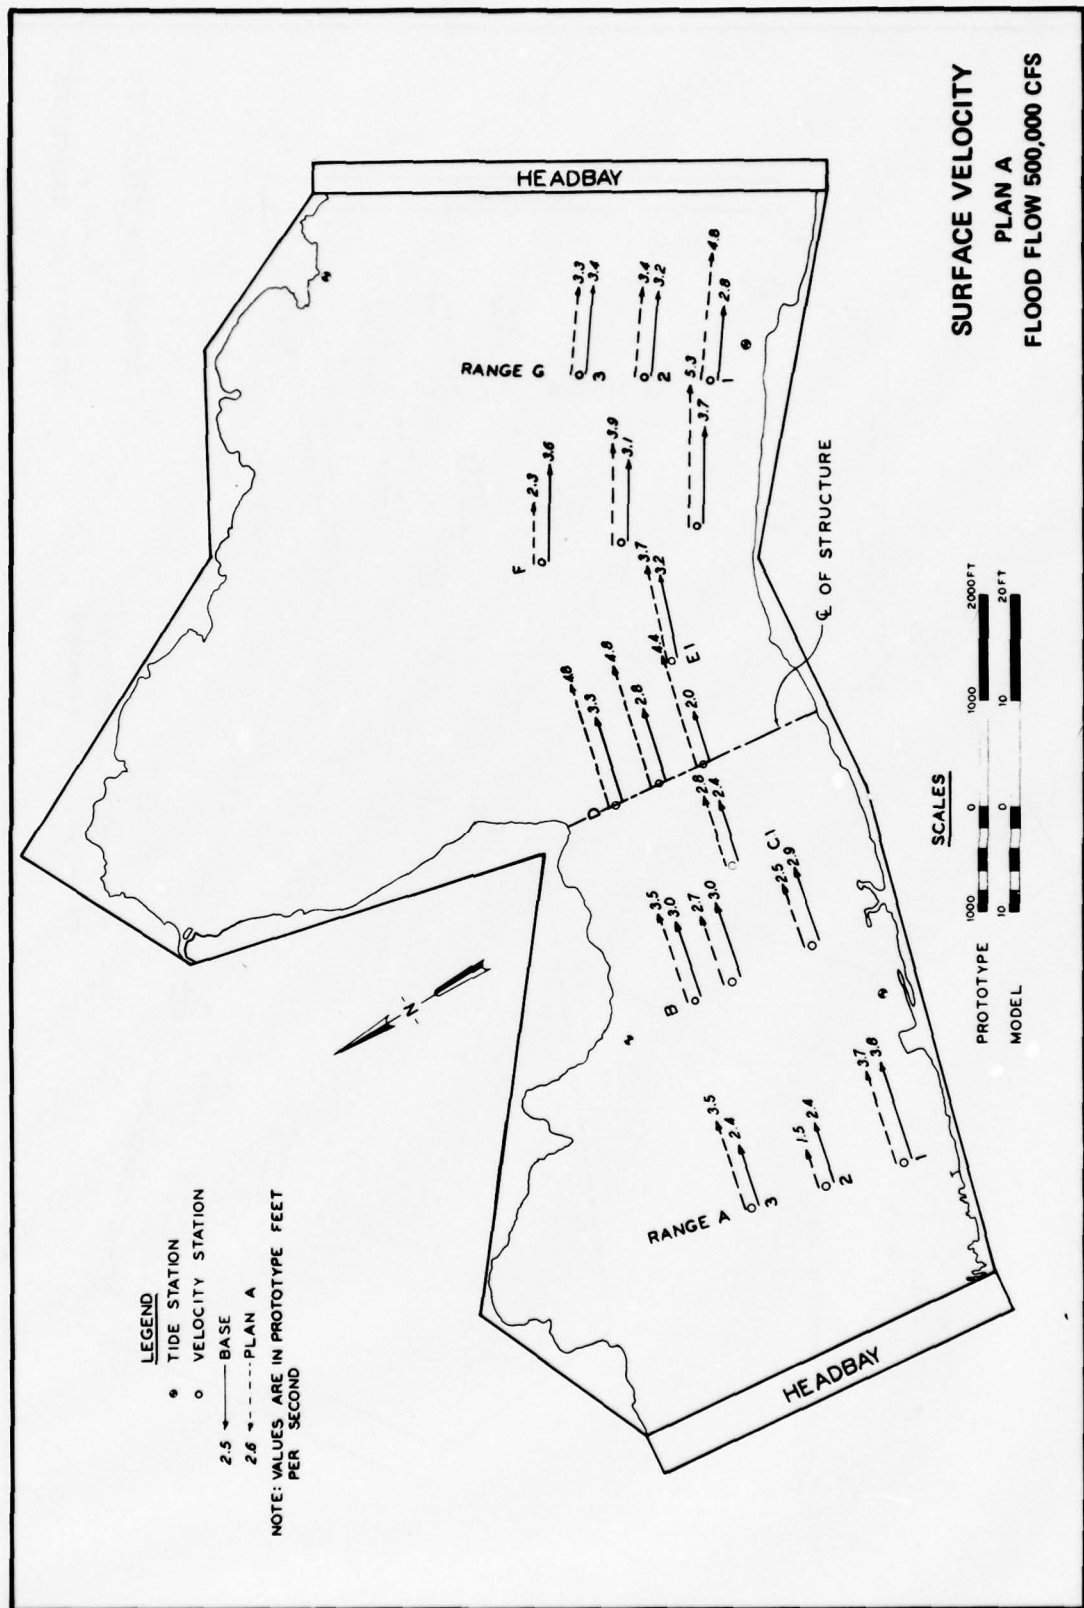 LEGEND
TIDE STATION
VELOCITY STATION
2.5 BASE
2.6 PLAN A
NOTE: VALUES ARE IN PROTOTYPE FEET
PER SECOND
HEADBAY
RANGE G
3.3
3.4
3
3.4
3.2
2
4.8
2.8
1
F
2.3
3.6
3.9
3.1
5.3
3.7
3.7
3.2
E1
D
4.8
3.3
4.8
2.8
4.4
2.0
℄ OF STRUCTURE
2.8
2.4
C1
2.5
2.9
B
3.5
3.0
2.7
3.0
N
RANGE A
3.5
2.4
3
1.5
2.4
2
3.7
3.8
1
HEADBAY
SCALES
PROTOTYPE 1000 0 1000 2000 FT
MODEL 10 0 10 20 FT
SURFACE VELOCITY
PLAN A
FLOOD FLOW 500,000 CFS